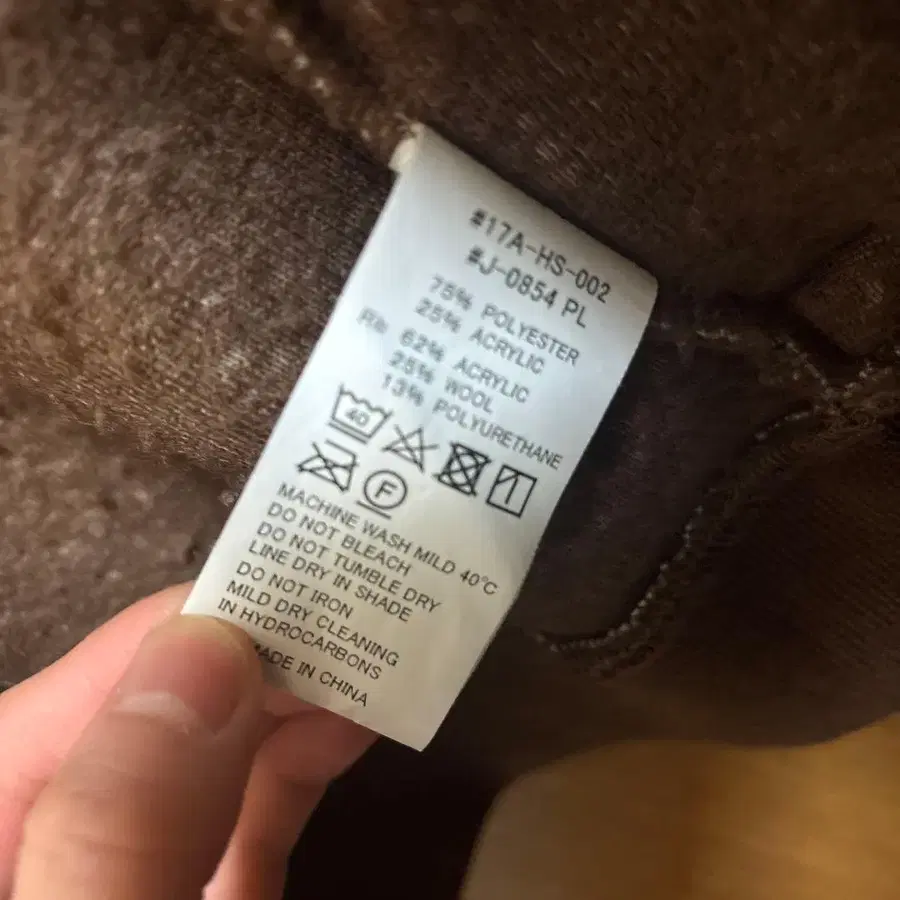 #17A-HS-002
#J-0854 PL
75% POLYESTER
25% ACRYLIC
Rib 62% ACRYLIC
25% WOOL
13% POLYURETHANE
40
F
MACHINE WASH MILD 40°C
DO NOT BLEACH
DO NOT TUMBLE DRY
LINE DRY IN SHADE
DO NOT IRON
MILD DRY CLEANING
IN HYDROCARBONS
MADE IN CHINA